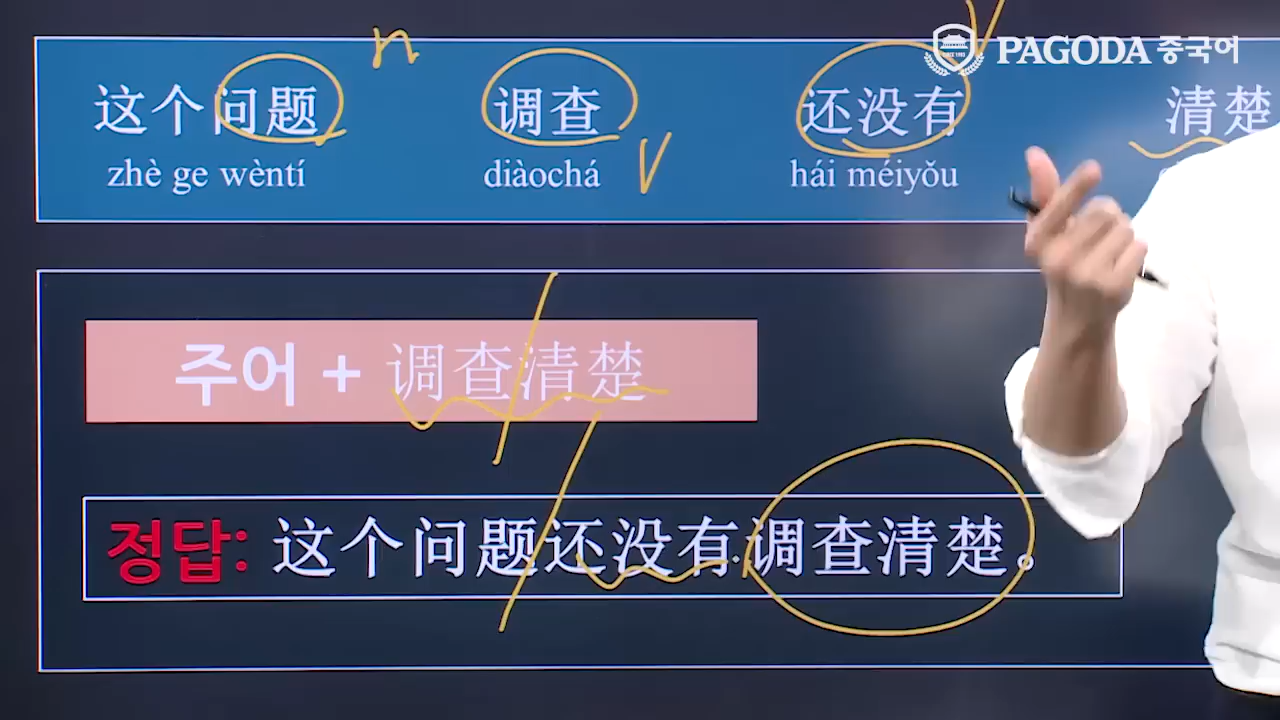 PAGODA 중국어
n
v
这个问题 调查 还没有 清楚
zhè ge wèntí diàochá hái méiyǒu
v
주어 + 调查清楚
정답: 这个问题还没有调查清楚。